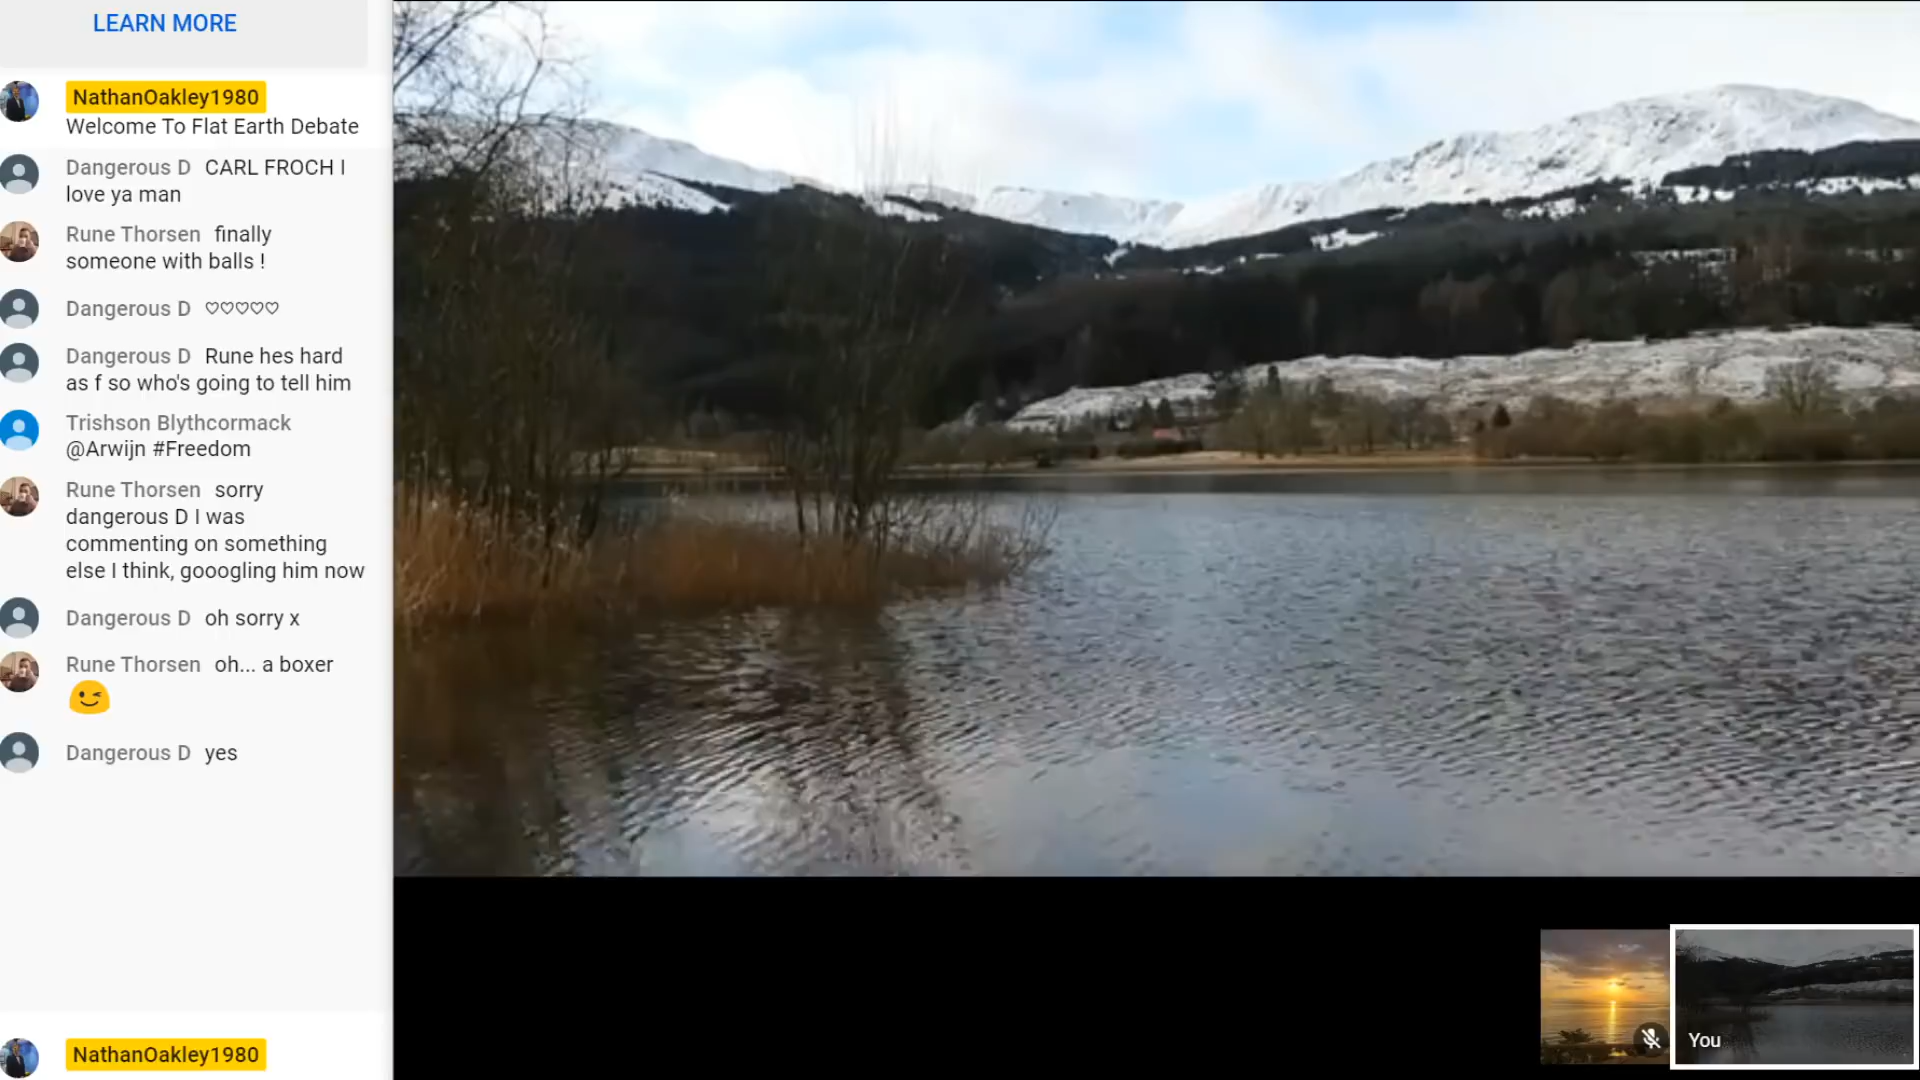 LEARN MORE
NathanOakley1980
Welcome To Flat Earth Debate
Dangerous D CARL FROCH I
love ya man
Rune Thorsen finally
someone with balls !
Dangerous D ♡♡♡♡♡
Dangerous D Rune hes hard
as f so who's going to tell him
Trishson Blythcormack
@Arwijn #Freedom
Rune Thorsen sorry
dangerous D I was
commenting on something
else I think, gooogling him now
Dangerous D oh sorry x
Rune Thorsen oh... a boxer
😉
Dangerous D yes
NathanOakley1980
You